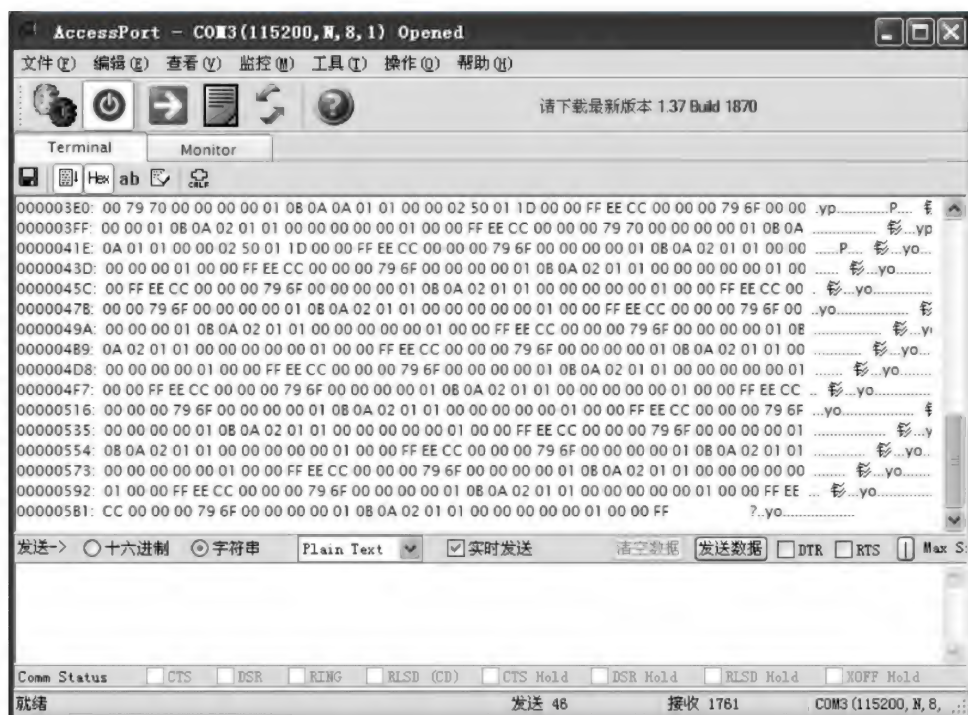 AccessPort - COM3(115200,N,8,1) Opened
文件(F) 编辑(E) 查看(V) 监控(M) 工具(T) 操作(O) 帮助(H)
请下载最新版本 1.37 Build 1870
Terminal Monitor
Hex ab CRLF
000003E0: 00 79 70 00 00 00 00 01 0B 0A 0A 01 01 00 00 02 50 01 1D 00 00 FF EE CC 00 00 00 79 6F 00 00 .yp.............P....
000003FF: 00 00 01 0B 0A 02 01 01 00 00 00 00 00 01 00 00 FF EE CC 00 00 00 79 70 00 00 00 00 01 0B 0A ................ 胩...yp
0000041E: 0A 01 01 00 00 02 50 01 1D 00 00 FF EE CC 00 00 00 79 6F 00 00 00 00 01 0B 0A 02 01 01 00 00 ......P.... ...yo...
0000043D: 00 00 00 01 00 00 FF EE CC 00 00 00 79 6F 00 00 00 00 01 0B 0A 02 01 01 00 00 00 00 00 01 00 ...... ...yo.........
0000045C: 00 FF EE CC 00 00 00 79 6F 00 00 00 00 01 0B 0A 02 01 01 00 00 00 00 00 01 00 00 FF EE CC 00 . ...yo............
0000047B: 00 00 79 6F 00 00 00 00 01 0B 0A 02 01 01 00 00 00 00 00 01 00 00 FF EE CC 00 00 00 79 6F 00 ..yo.............
0000049A: 00 00 00 01 0B 0A 02 01 01 00 00 00 00 00 01 00 00 FF EE CC 00 00 00 79 6F 00 00 00 00 01 0B ................. ...y
000004B9: 0A 02 01 01 00 00 00 00 00 01 00 00 FF EE CC 00 00 00 79 6F 00 00 00 00 01 0B 0A 02 01 01 00 ............ ...yo...
000004D8: 00 00 00 00 01 00 00 FF EE CC 00 00 00 79 6F 00 00 00 00 01 0B 0A 02 01 01 00 00 00 00 00 01 ....... ...yo........
000004F7: 00 00 FF EE CC 00 00 00 79 6F 00 00 00 00 01 0B 0A 02 01 01 00 00 00 00 00 01 00 00 FF EE CC .. ...yo............
00000516: 00 00 00 79 6F 00 00 00 00 01 0B 0A 02 01 01 00 00 00 00 00 01 00 00 FF EE CC 00 00 00 79 6F ...yo.............
00000535: 00 00 00 00 01 0B 0A 02 01 01 00 00 00 00 00 01 00 00 FF EE CC 00 00 00 79 6F 00 00 00 00 01 .................. ...y
00000554: 0B 0A 02 01 01 00 00 00 00 00 01 00 00 FF EE CC 00 00 00 79 6F 00 00 00 00 01 0B 0A 02 01 01 ............. ...yo...
00000573: 00 00 00 00 00 01 00 00 FF EE CC 00 00 00 79 6F 00 00 00 00 01 0B 0A 02 01 01 00 00 00 00 00 ........ ...yo.........
00000592: 01 00 00 FF EE CC 00 00 00 79 6F 00 00 00 00 01 0B 0A 02 01 01 00 00 00 00 00 01 00 00 FF EE ... ...yo............
000005B1: CC 00 00 00 79 6F 00 00 00 00 01 0B 0A 02 01 01 00 00 00 00 00 01 00 00 FF ?..yo...................
发送-> 十六进制 字符串 Plain Text 实时发送 清空数据 发送数据 DTR RTS Max S:
Comm Status CTS DSR RING RLSD (CD) CTS Hold DSR Hold RLSD Hold XOFF Hold
就绪 发送 46 接收 1761 COM3(115200,N,8,